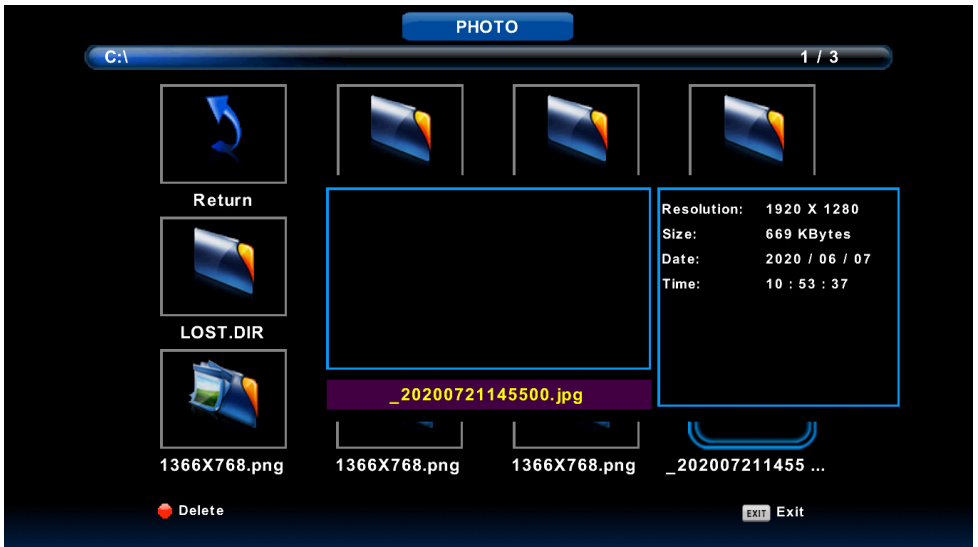 PHOTO
C:\ 1 / 3
Return
LOST.DIR
Resolution: 1920 X 1280
Size: 669 KBytes
Date: 2020 / 06 / 07
Time: 10 : 53 : 37
_20200721145500.jpg
1366X768.png 1366X768.png 1366X768.png _202007211455 ...
Delete EXIT Exit